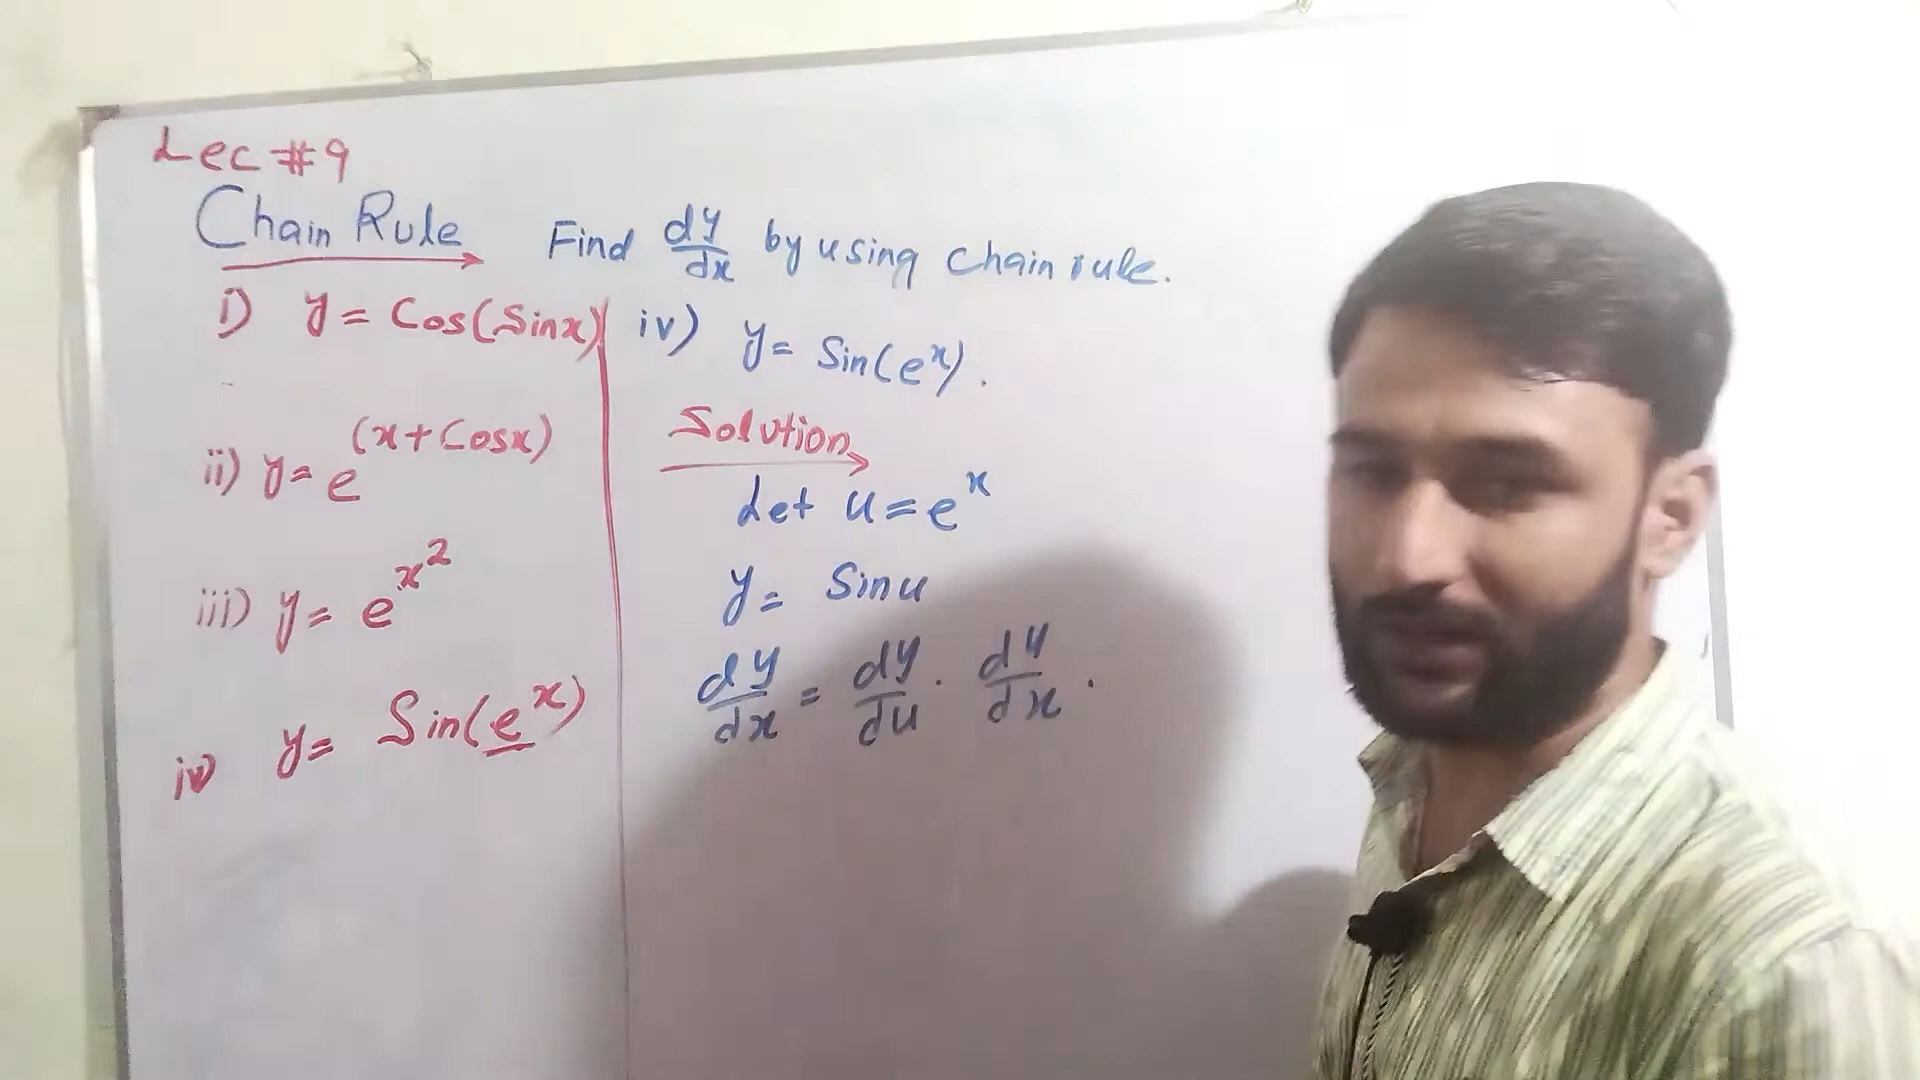 Lec #9
Chain Rule Find dy/dx by using chain rule.
i) y = Cos(Sinx)
ii) y = e^(x+Cosx)
iii) y = e^x^2
iv) y = Sin(e^x)
iv) y = Sin(e^x).
Solution
Let u = e^x
y = Sinu
dy/dx = dy/du . du/dx .